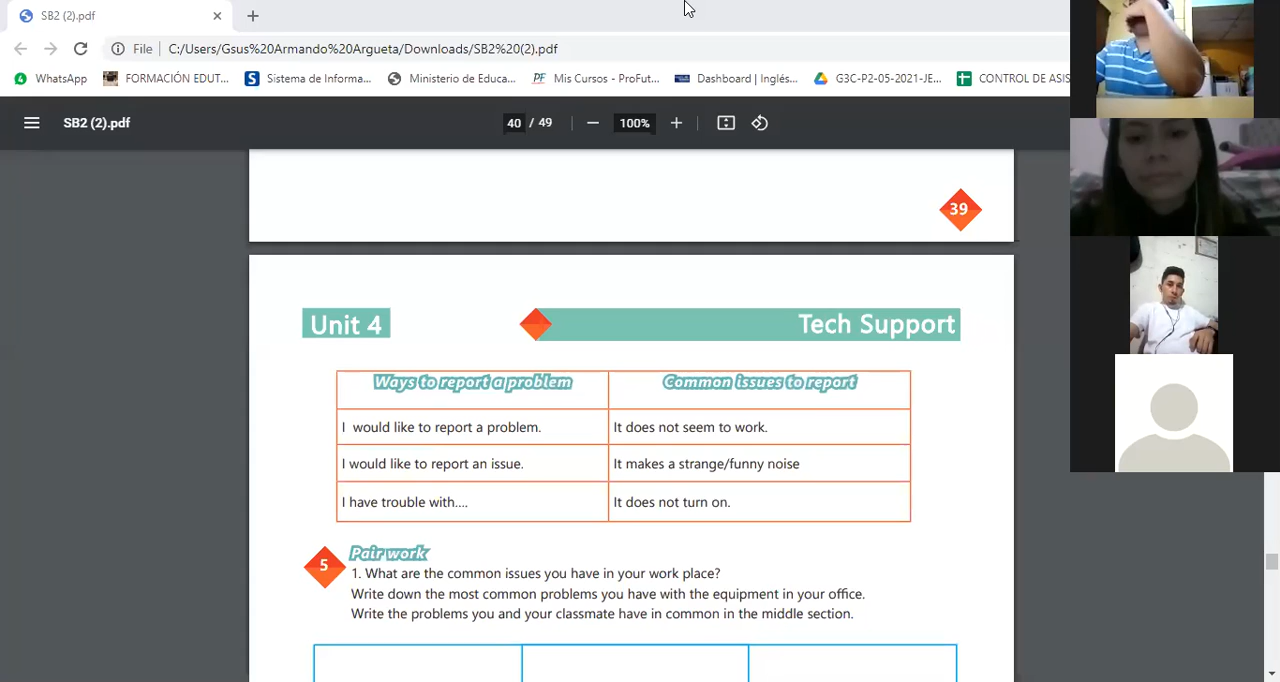 SB2 (2).pdf
File
C:/Users/Gsus%20Armando%20Argueta/Downloads/SB2%20(2).pdf
WhatsApp
FORMACIÓN EDUT...
Sistema de Informa...
Ministerio de Educa...
Mis Cursos - ProFut...
Dashboard | Inglés...
G3C-P2-05-2021-JE...
CONTROL DE ASIS
SB2 (2).pdf
40 / 49
100%
39
Unit 4
Tech Support
Ways to report a problem
Common issues to report
I would like to report a problem.
It does not seem to work.
I would like to report an issue.
It makes a strange/funny noise
I have trouble with....
It does not turn on.
5
Pair work
1. What are the common issues you have in your work place?
Write down the most common problems you have with the equipment in your office.
Write the problems you and your classmate have in common in the middle section.